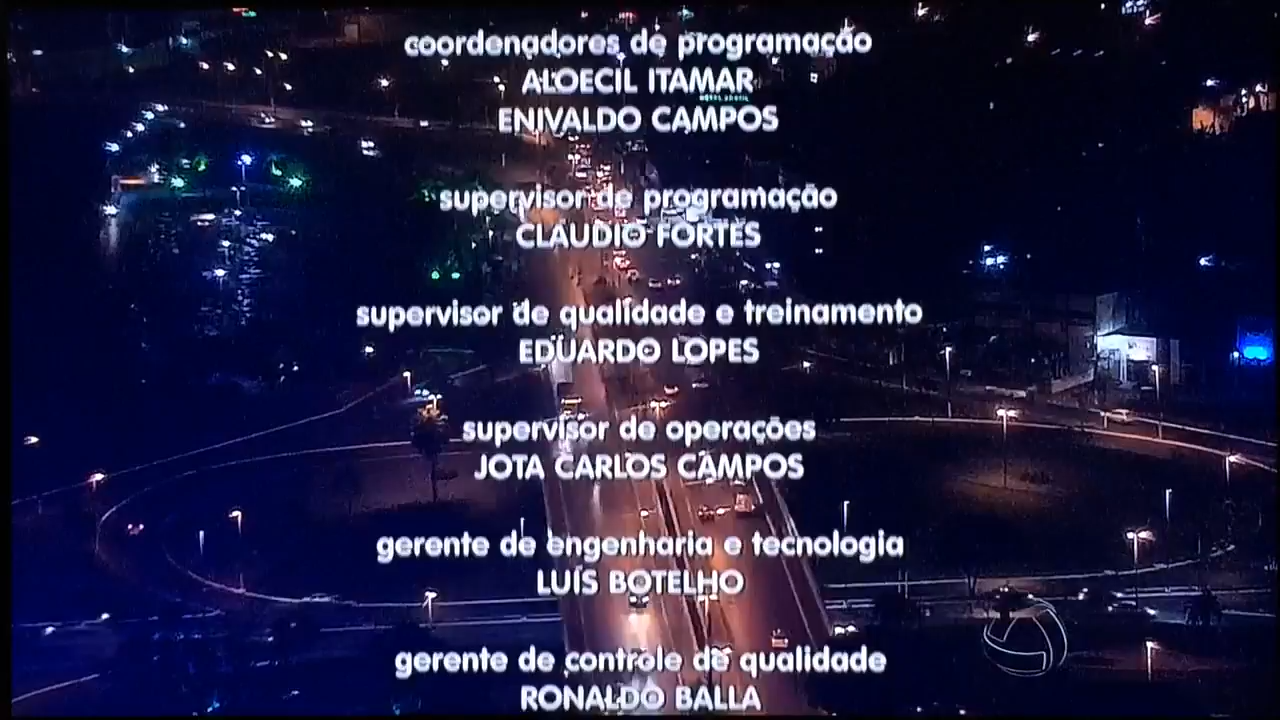 coordenadores de programação
ALOECIL ITAMAR
ENIVALDO CAMPOS
supervisor de programação
CLÁUDIO FORTES
supervisor de qualidade e treinamento
EDUARDO LOPES
supervisor de operações
JOTA CARLOS CAMPOS
gerente de engenharia e tecnologia
LUÍS BOTELHO
gerente de controle de qualidade
RONALDO BALLA